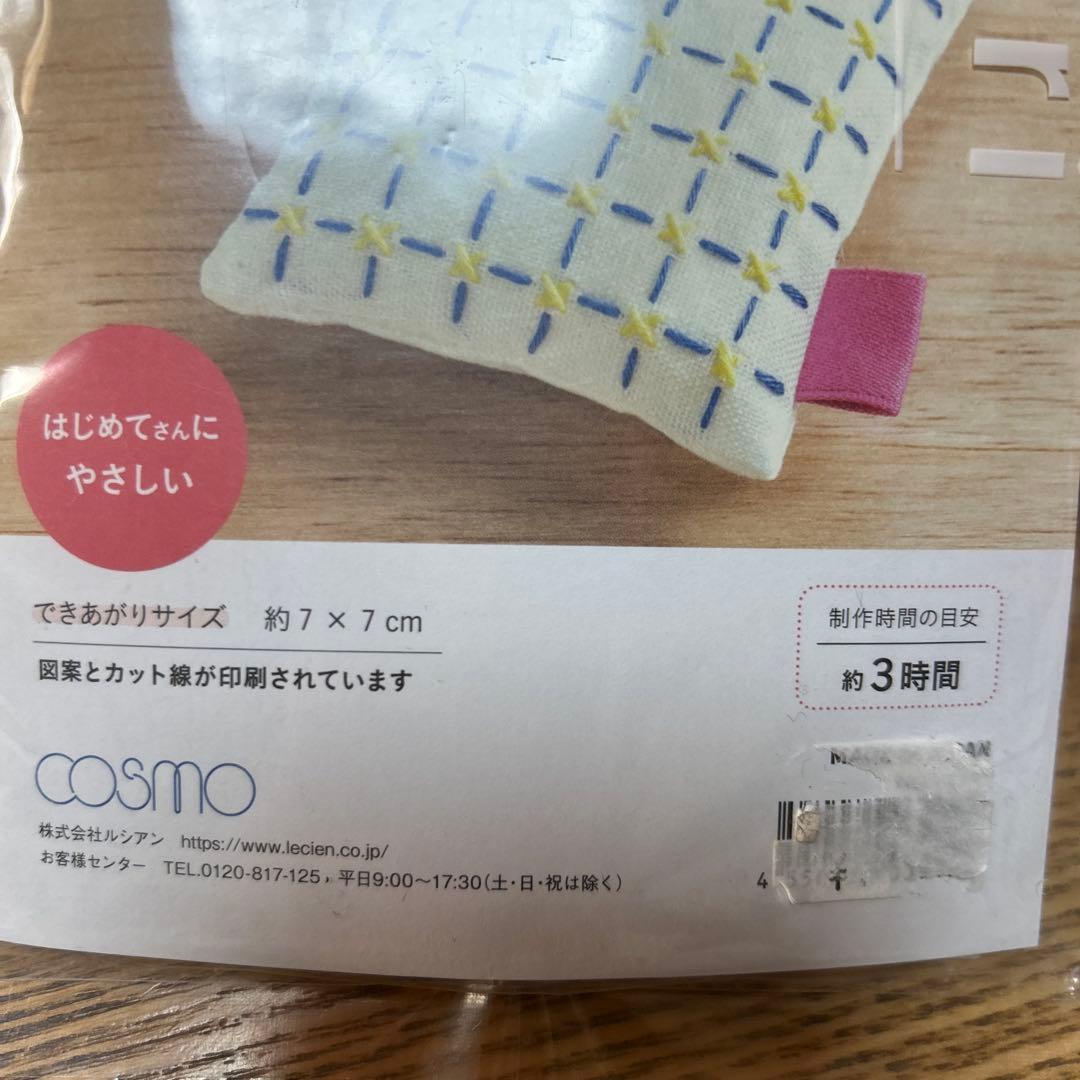 はじめてさんに
やさしい
できあがりサイズ 約7×7cm
図案とカット線が印刷されています
制作時間の目安
約3時間
COSMO
株式会社ルシアン https://www.lecien.co.jp/
お客様センター TEL.0120-817-125，平日9:00〜17:30(土・日・祝は除く)